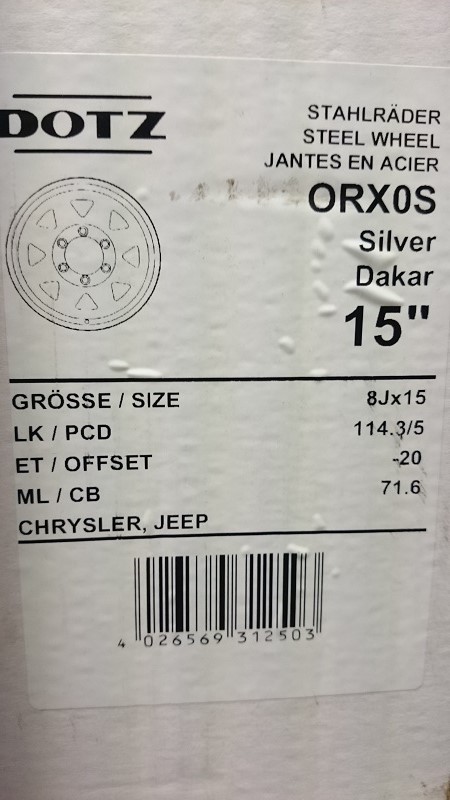 DOTZ
STAHLRÄDER
STEEL WHEEL
JANTES EN ACIER
ORX0S
Silver
Dakar
15"
GRÖSSE / SIZE 8Jx15
LK / PCD 114.3/5
ET / OFFSET -20
ML / CB 71.6
CHRYSLER, JEEP
4 026569 312503